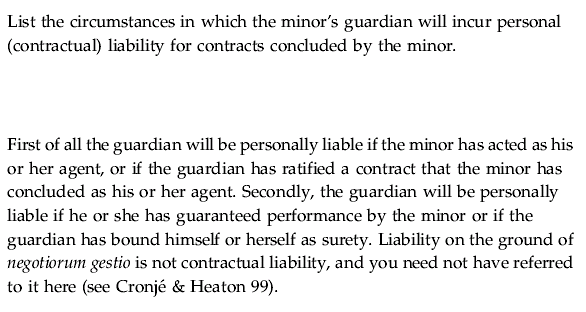 List the circumstances in which the minor's guardian will incur personal
(contractual) liability for contracts concluded by the minor.
First of all the guardian will be personally liable if the minor has acted as his
or her agent, or if the guardian has ratified a contract that the minor has
concluded as his or her agent. Secondly, the guardian will be personally
liable if he or she has guaranteed performance by the minor or if the
guardian has bound himself or herself as surety. Liability on the ground of
negotiorum gestio is not contractual liability, and you need not have referred
to it here (see Cronjé & Heaton 99).